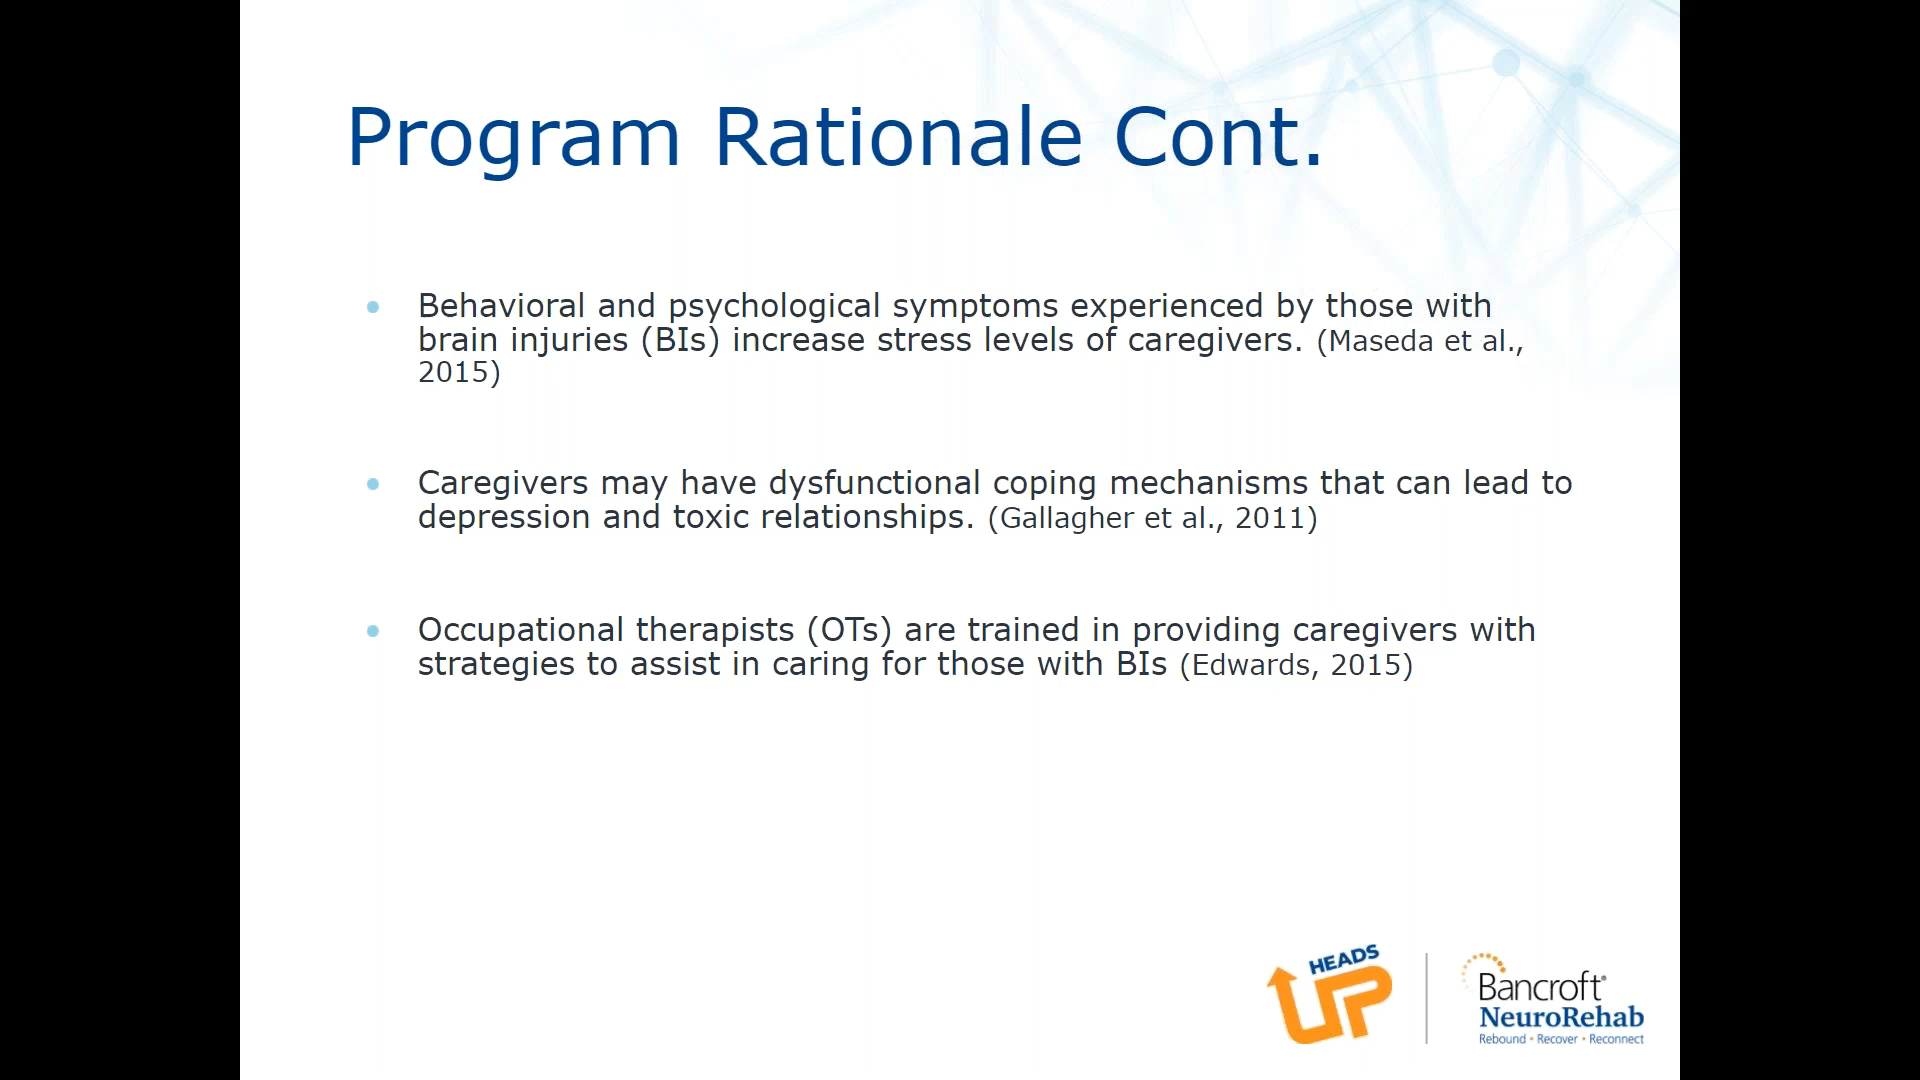 Program Rationale Cont.
• Behavioral and psychological symptoms experienced by those with
brain injuries (BIs) increase stress levels of caregivers. (Maseda et al.,
2015)
• Caregivers may have dysfunctional coping mechanisms that can lead to
depression and toxic relationships. (Gallagher et al., 2011)
• Occupational therapists (OTs) are trained in providing caregivers with
strategies to assist in caring for those with BIs (Edwards, 2015)
HEADS
UP
Bancroft®
NeuroRehab
Rebound • Recover • Reconnect